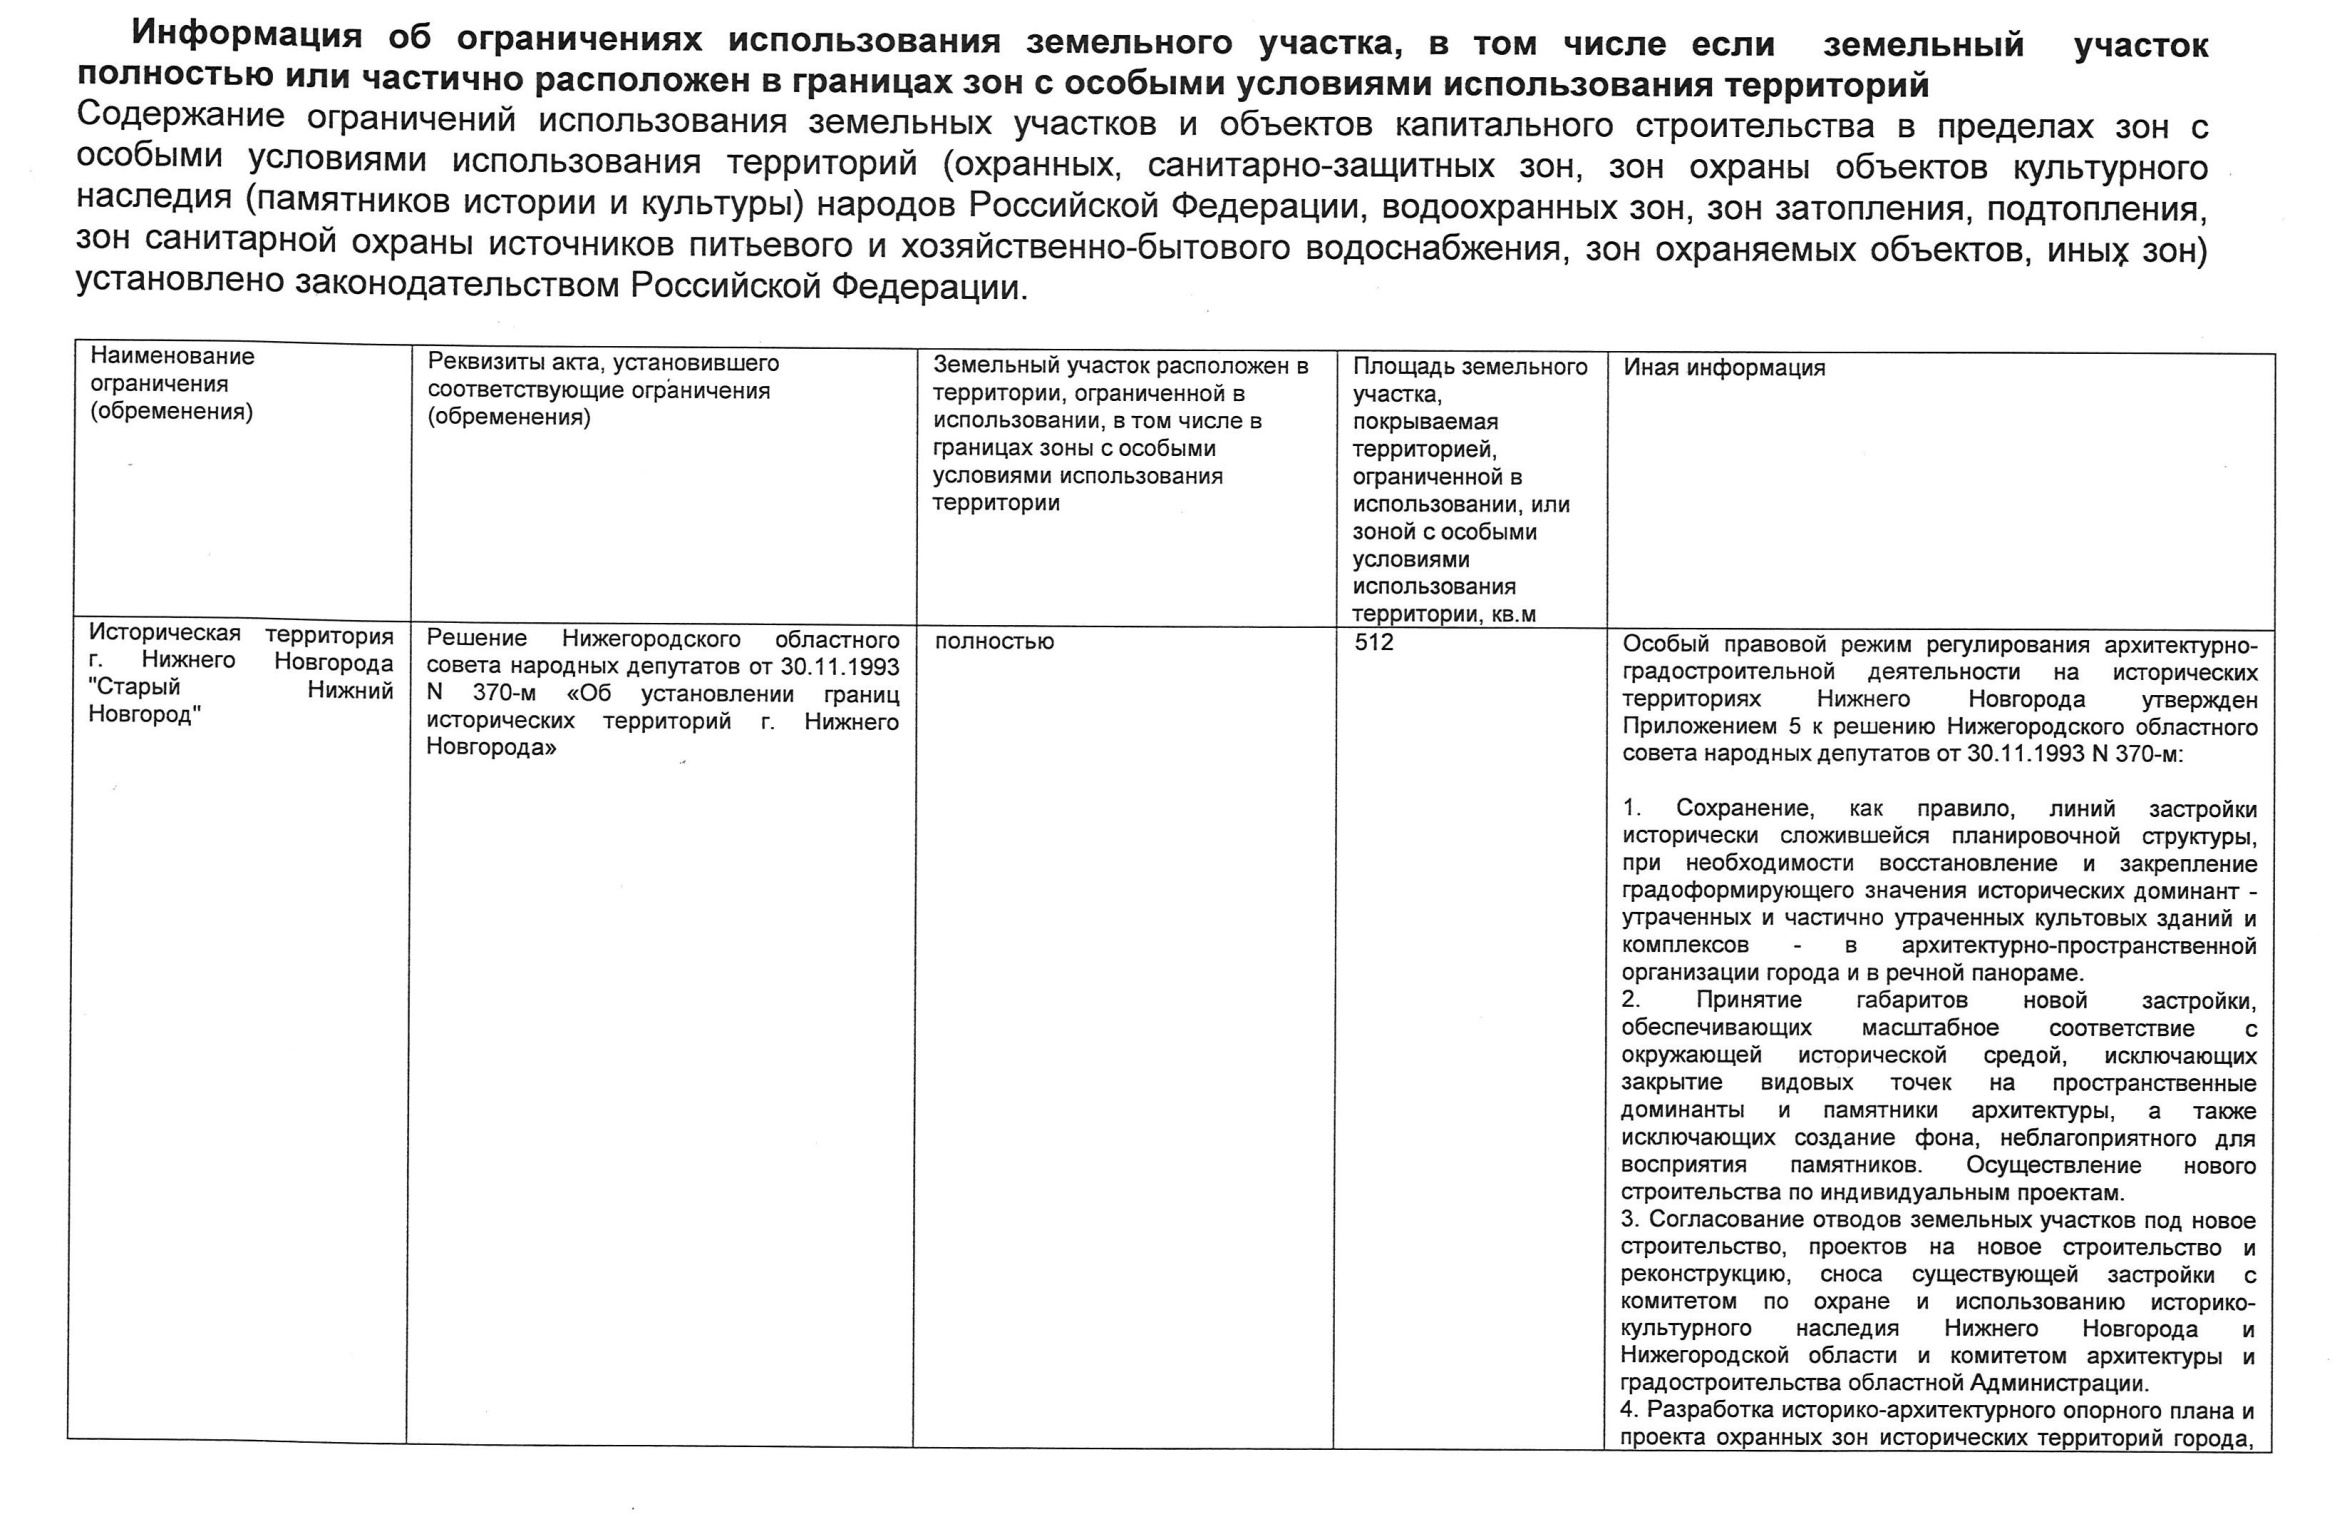 Информация об ограничениях использования земельного участка, в том числе если земельный участок
полностью или частично расположен в границах зон с особыми условиями использования территорий
Содержание ограничений использования земельных участков и объектов капитального строительства в пределах зон с
особыми условиями использования территорий (охранных, санитарно-защитных зон, зон охраны объектов культурного
наследия (памятников истории и культуры) народов Российской Федерации, водоохранных зон, зон затопления, подтопления,
зон санитарной охраны источников питьевого и хозяйственно-бытового водоснабжения, зон охраняемых объектов, иных зон)
установлено законодательством Российской Федерации.
Наименование
ограничения
(обременения)
Реквизиты акта, установившего
соответствующие ограничения
(обременения)
Земельный участок расположен в
территории, ограниченной в
использовании, в том числе в
границах зоны с особыми
условиями использования
территории
Площадь земельного
участка,
покрываемая
территорией,
ограниченной в
использовании, или
зоной с особыми
условиями
использования
территории, кв.м
Иная информация
Историческая территория
г. Нижнего Новгорода
"Старый Нижний
Новгород"
Решение Нижегородского областного
совета народных депутатов от 30.11.1993
N 370-м «Об установлении границ
исторических территорий г. Нижнего
Новгорода»
полностью
512
Особый правовой режим регулирования архитектурно-
градостроительной деятельности на исторических
территориях Нижнего Новгорода утвержден
Приложением 5 к решению Нижегородского областного
совета народных депутатов от 30.11.1993 N 370-м:
1. Сохранение, как правило, линий застройки
исторически сложившейся планировочной структуры,
при необходимости восстановление и закрепление
градоформирующего значения исторических доминант -
утраченных и частично утраченных культовых зданий и
комплексов - в архитектурно-пространственной
организации города и в речной панораме.
2. Принятие габаритов новой застройки,
обеспечивающих масштабное соответствие с
окружающей исторической средой, исключающих
закрытие видовых точек на пространственные
доминанты и памятники архитектуры, а также
исключающих создание фона, неблагоприятного для
восприятия памятников. Осуществление нового
строительства по индивидуальным проектам.
3. Согласование отводов земельных участков под новое
строительство, проектов на новое строительство и
реконструкцию, сноса существующей застройки с
комитетом по охране и использованию историко-
культурного наследия Нижнего Новгорода и
Нижегородской области и комитетом архитектуры и
градостроительства областной Администрации.
4. Разработка историко-архитектурного опорного плана и
проекта охранных зон исторических территорий города,